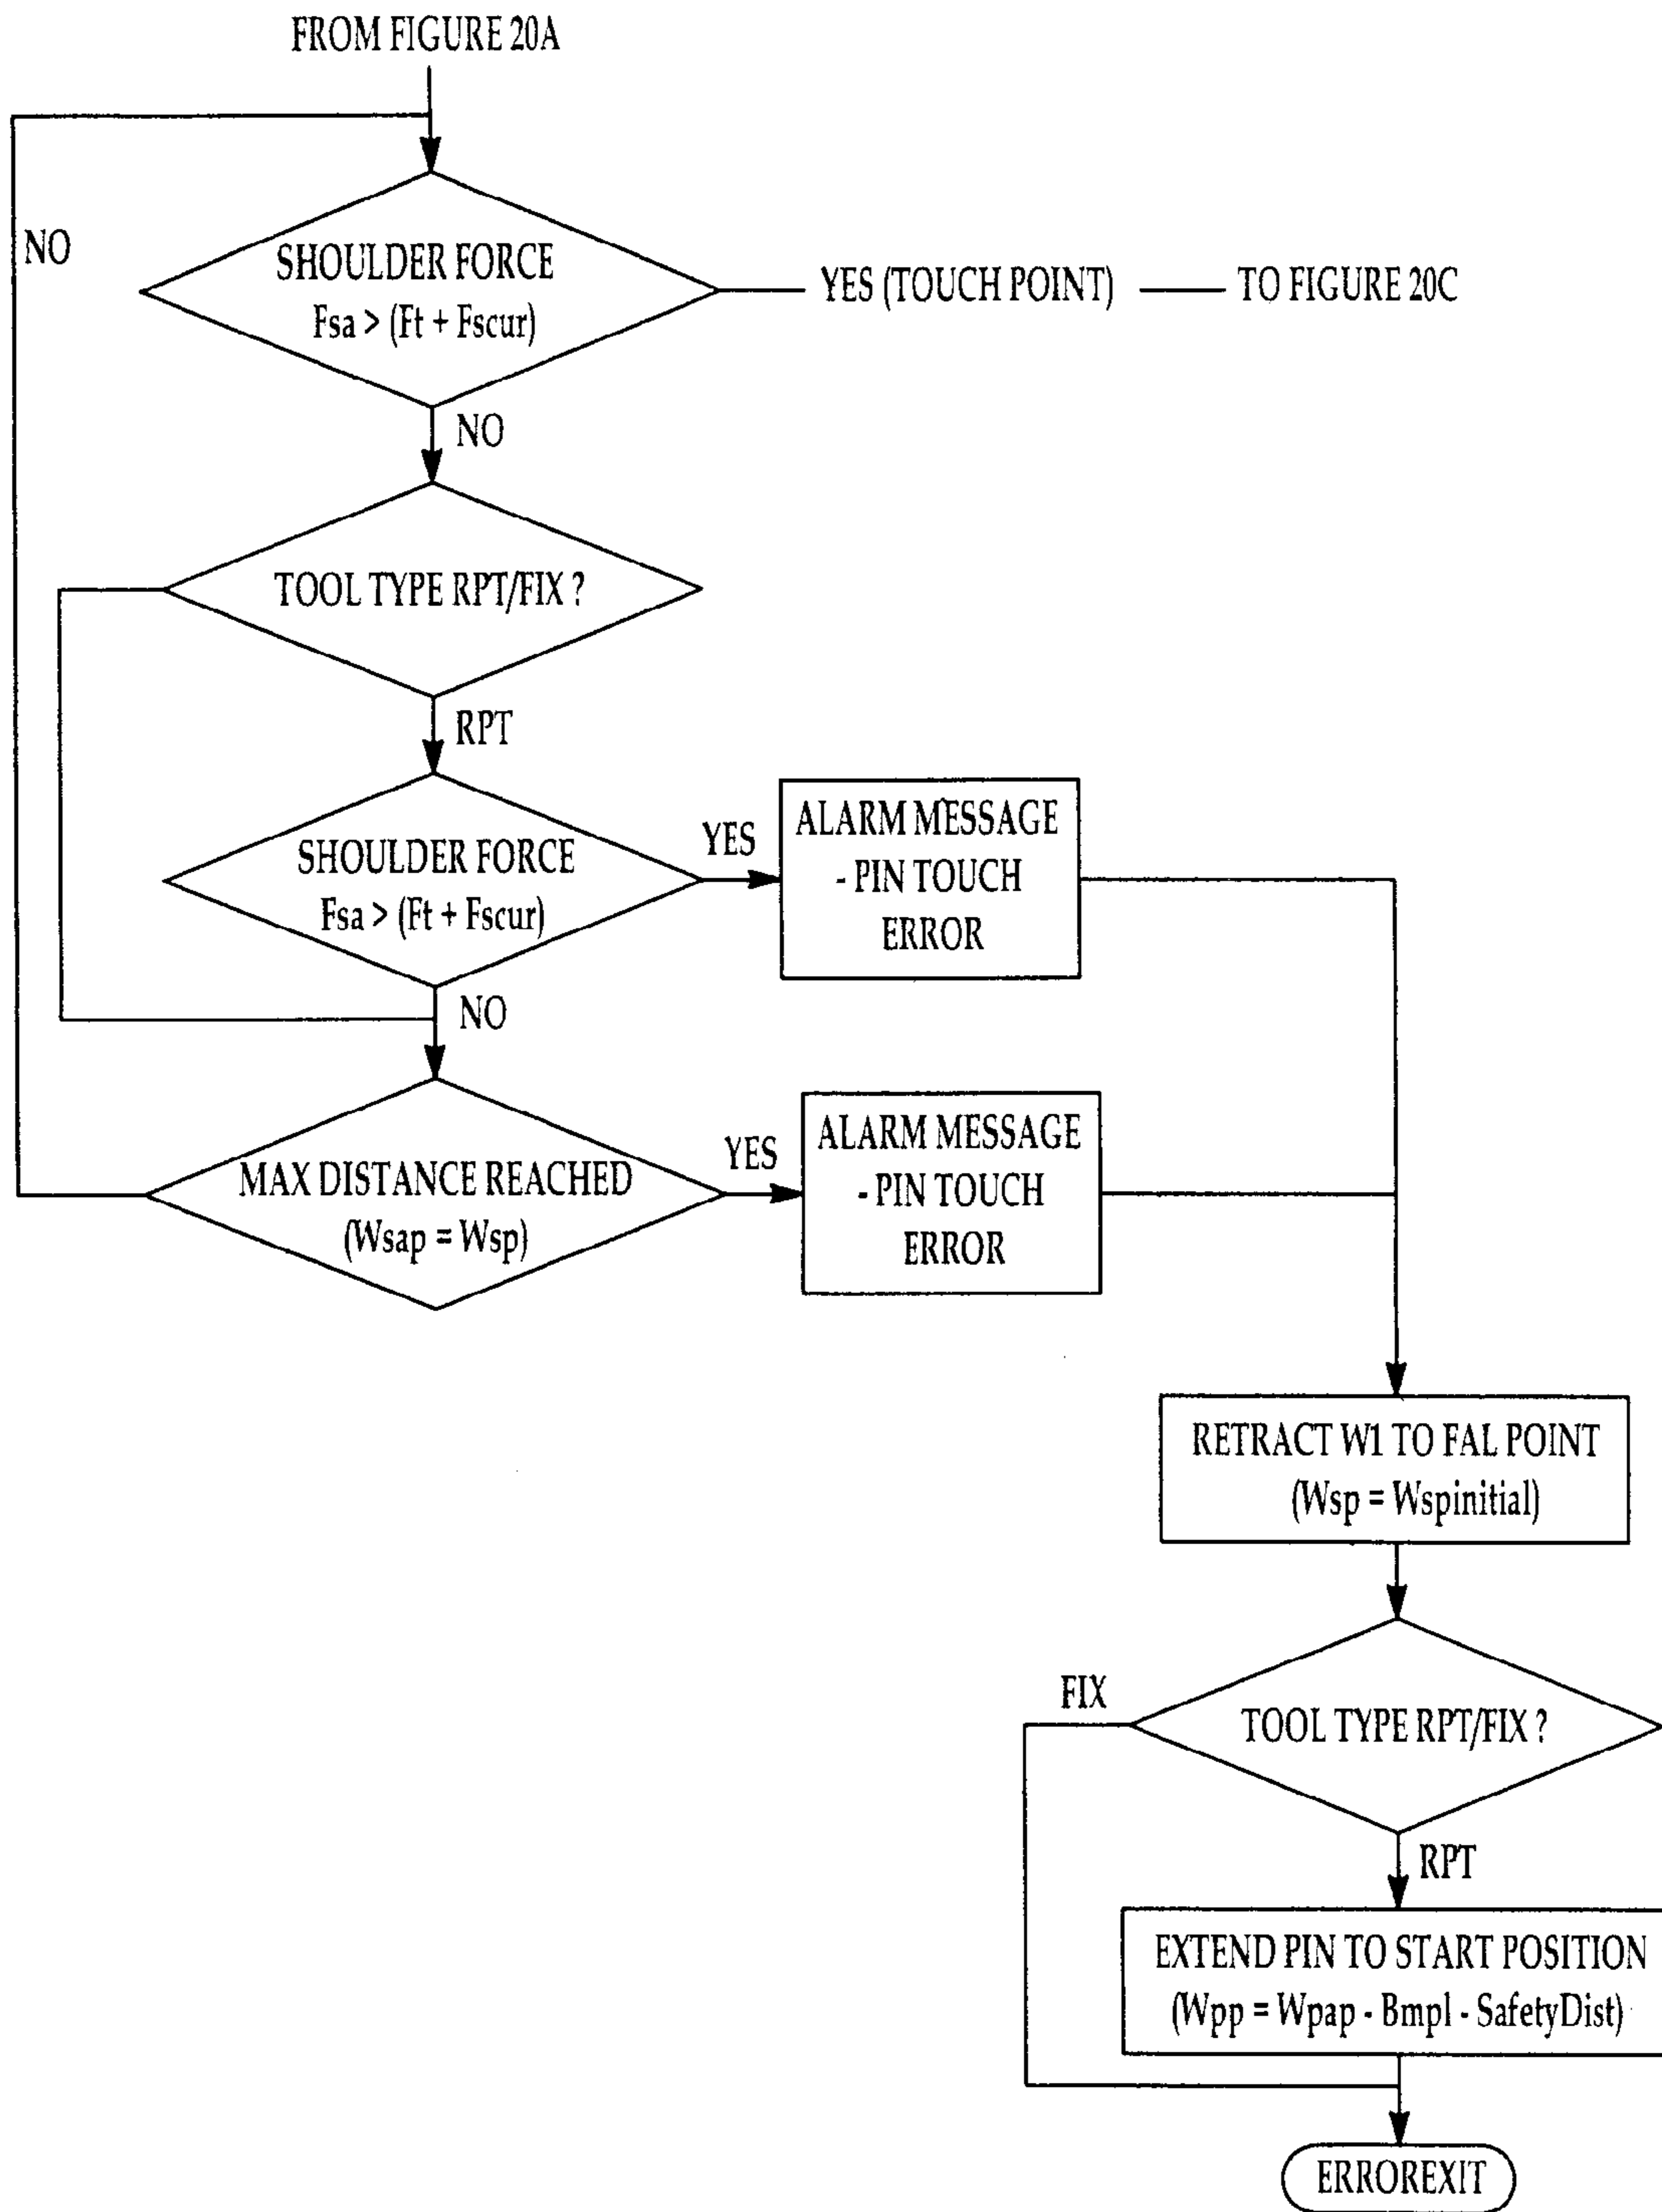 FROM FIGURE 20A
NO
SHOULDER FORCE
Fsa > (Ft + Fscur)
YES (TOUCH POINT)
TO FIGURE 20C
NO
TOOL TYPE RPT/FIX ?
RPT
SHOULDER FORCE
Fsa > (Ft + Fscur)
YES
ALARM MESSAGE
- PIN TOUCH
ERROR
NO
MAX DISTANCE REACHED
(Wsap = Wsp)
YES
ALARM MESSAGE
- PIN TOUCH
ERROR
RETRACT W1 TO FAL POINT
(Wsp = Wspinitial)
FIX
TOOL TYPE RPT/FIX ?
RPT
EXTEND PIN TO START POSITION
(Wpp = Wpap - Bmpl - SafetyDist)
ERROREXIT